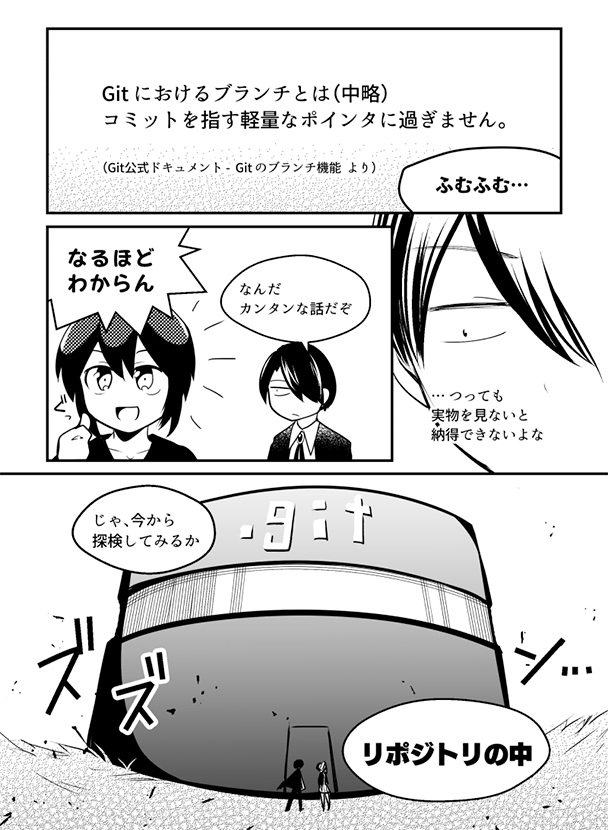 Gitにおけるブランチとは(中略)
コミットを指す軽量なポインタに過ぎません。
(Git公式ドキュメント - Gitのブランチ機能 より)
ふむふむ…
… つっても
実物を見ないと
納得できないよな
なんだ
カンタンな話だぞ
なるほど
わからん
ぐっ
じゃ、今から
探検してみるか
.git
ズズ
ン…
リポジトリの中